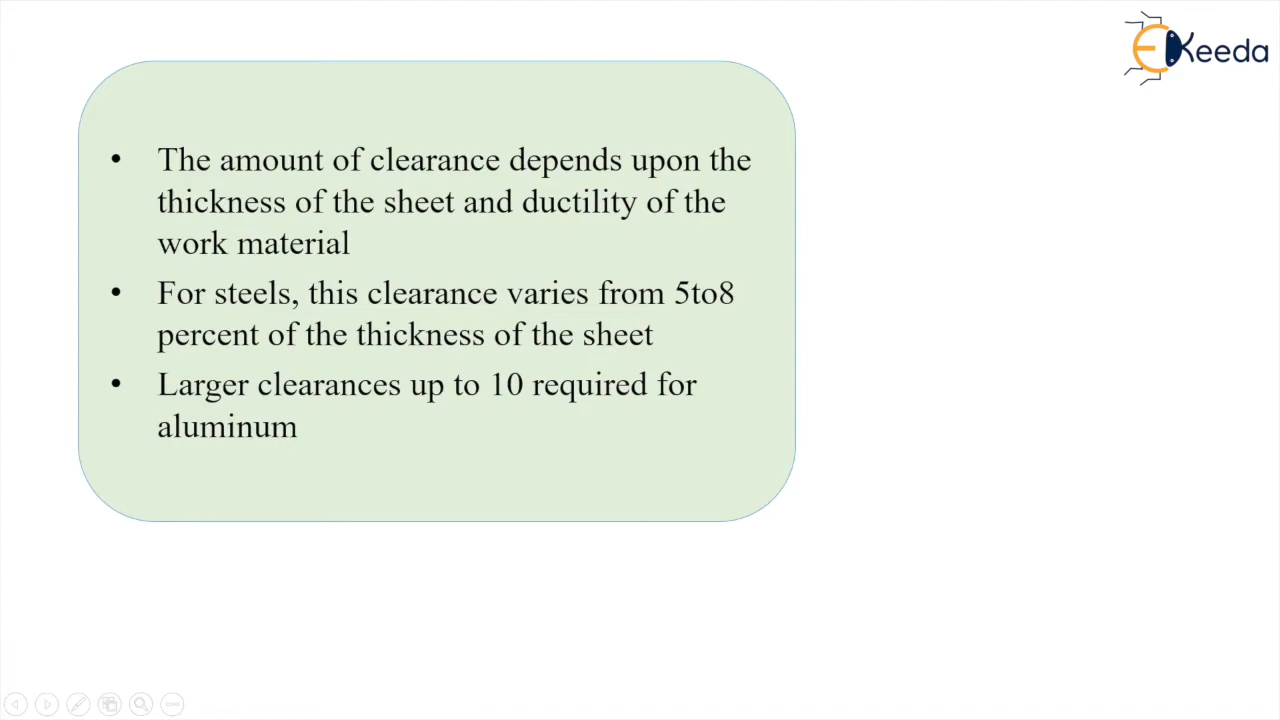 EKeeda
• The amount of clearance depends upon the
thickness of the sheet and ductility of the
work material
• For steels, this clearance varies from 5to8
percent of the thickness of the sheet
• Larger clearances up to 10 required for
aluminum